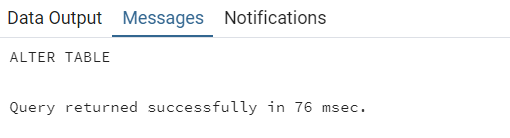 Data Output Messages Notifications
ALTER TABLE
Query returned successfully in 76 msec.